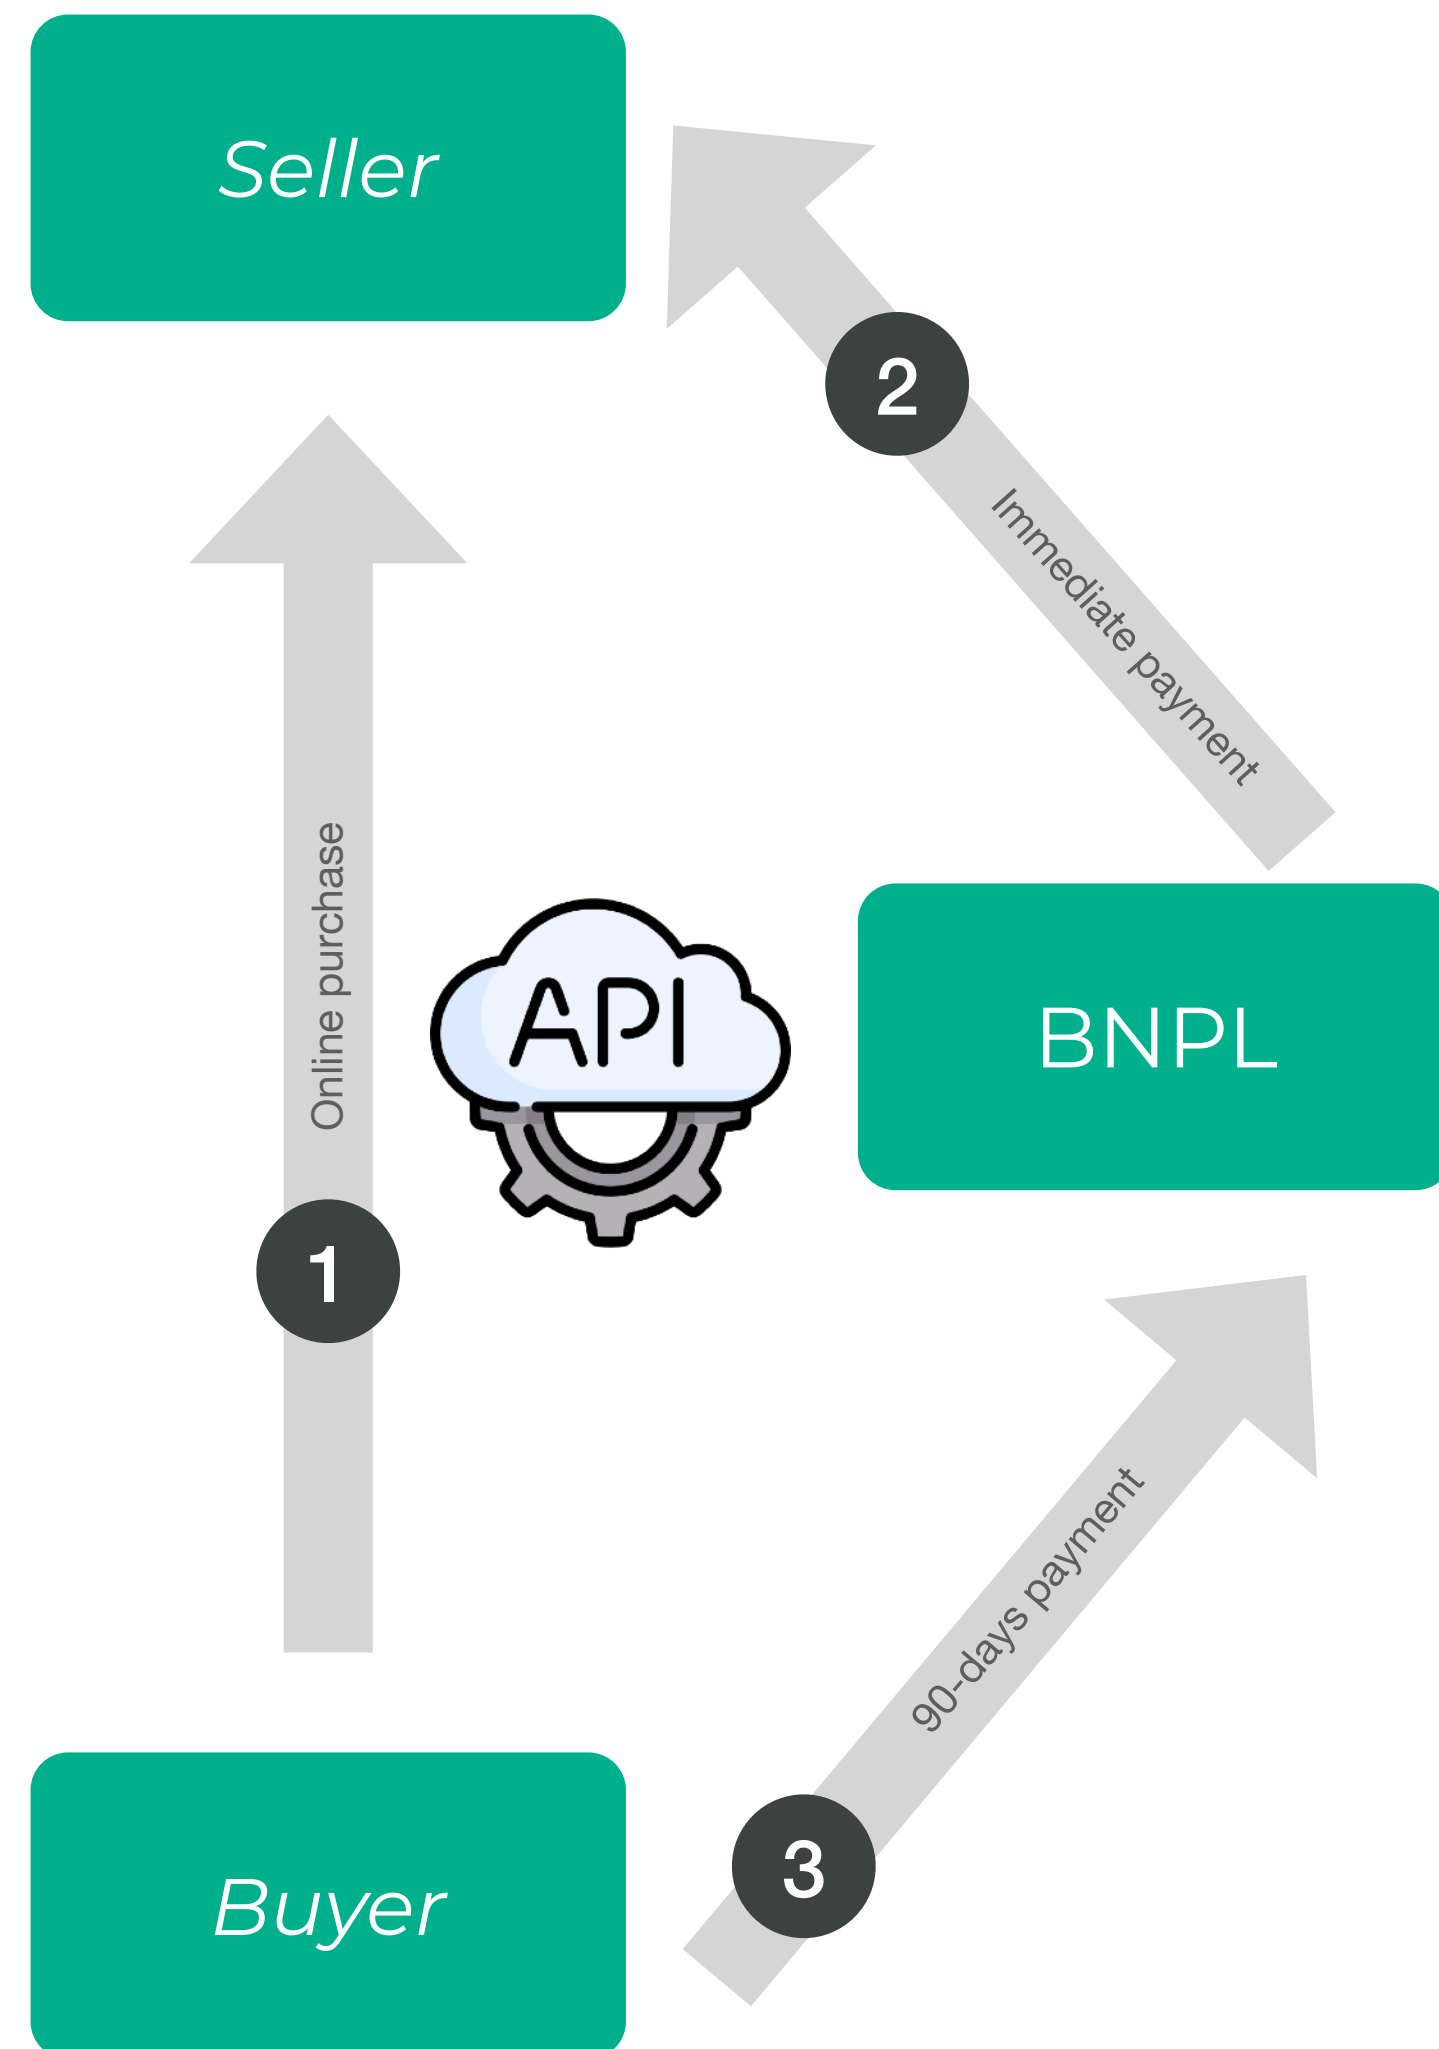 Seller
2
Immediate payment
Online purchase
API
BNPL
1
90-days payment
3
Buyer